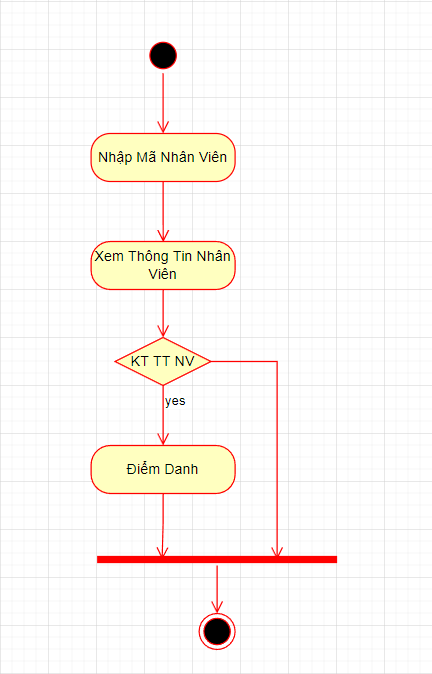 Nhập Mã Nhân Viên
Xem Thông Tin Nhân
Viên
KT TT NV
yes
Điểm Danh